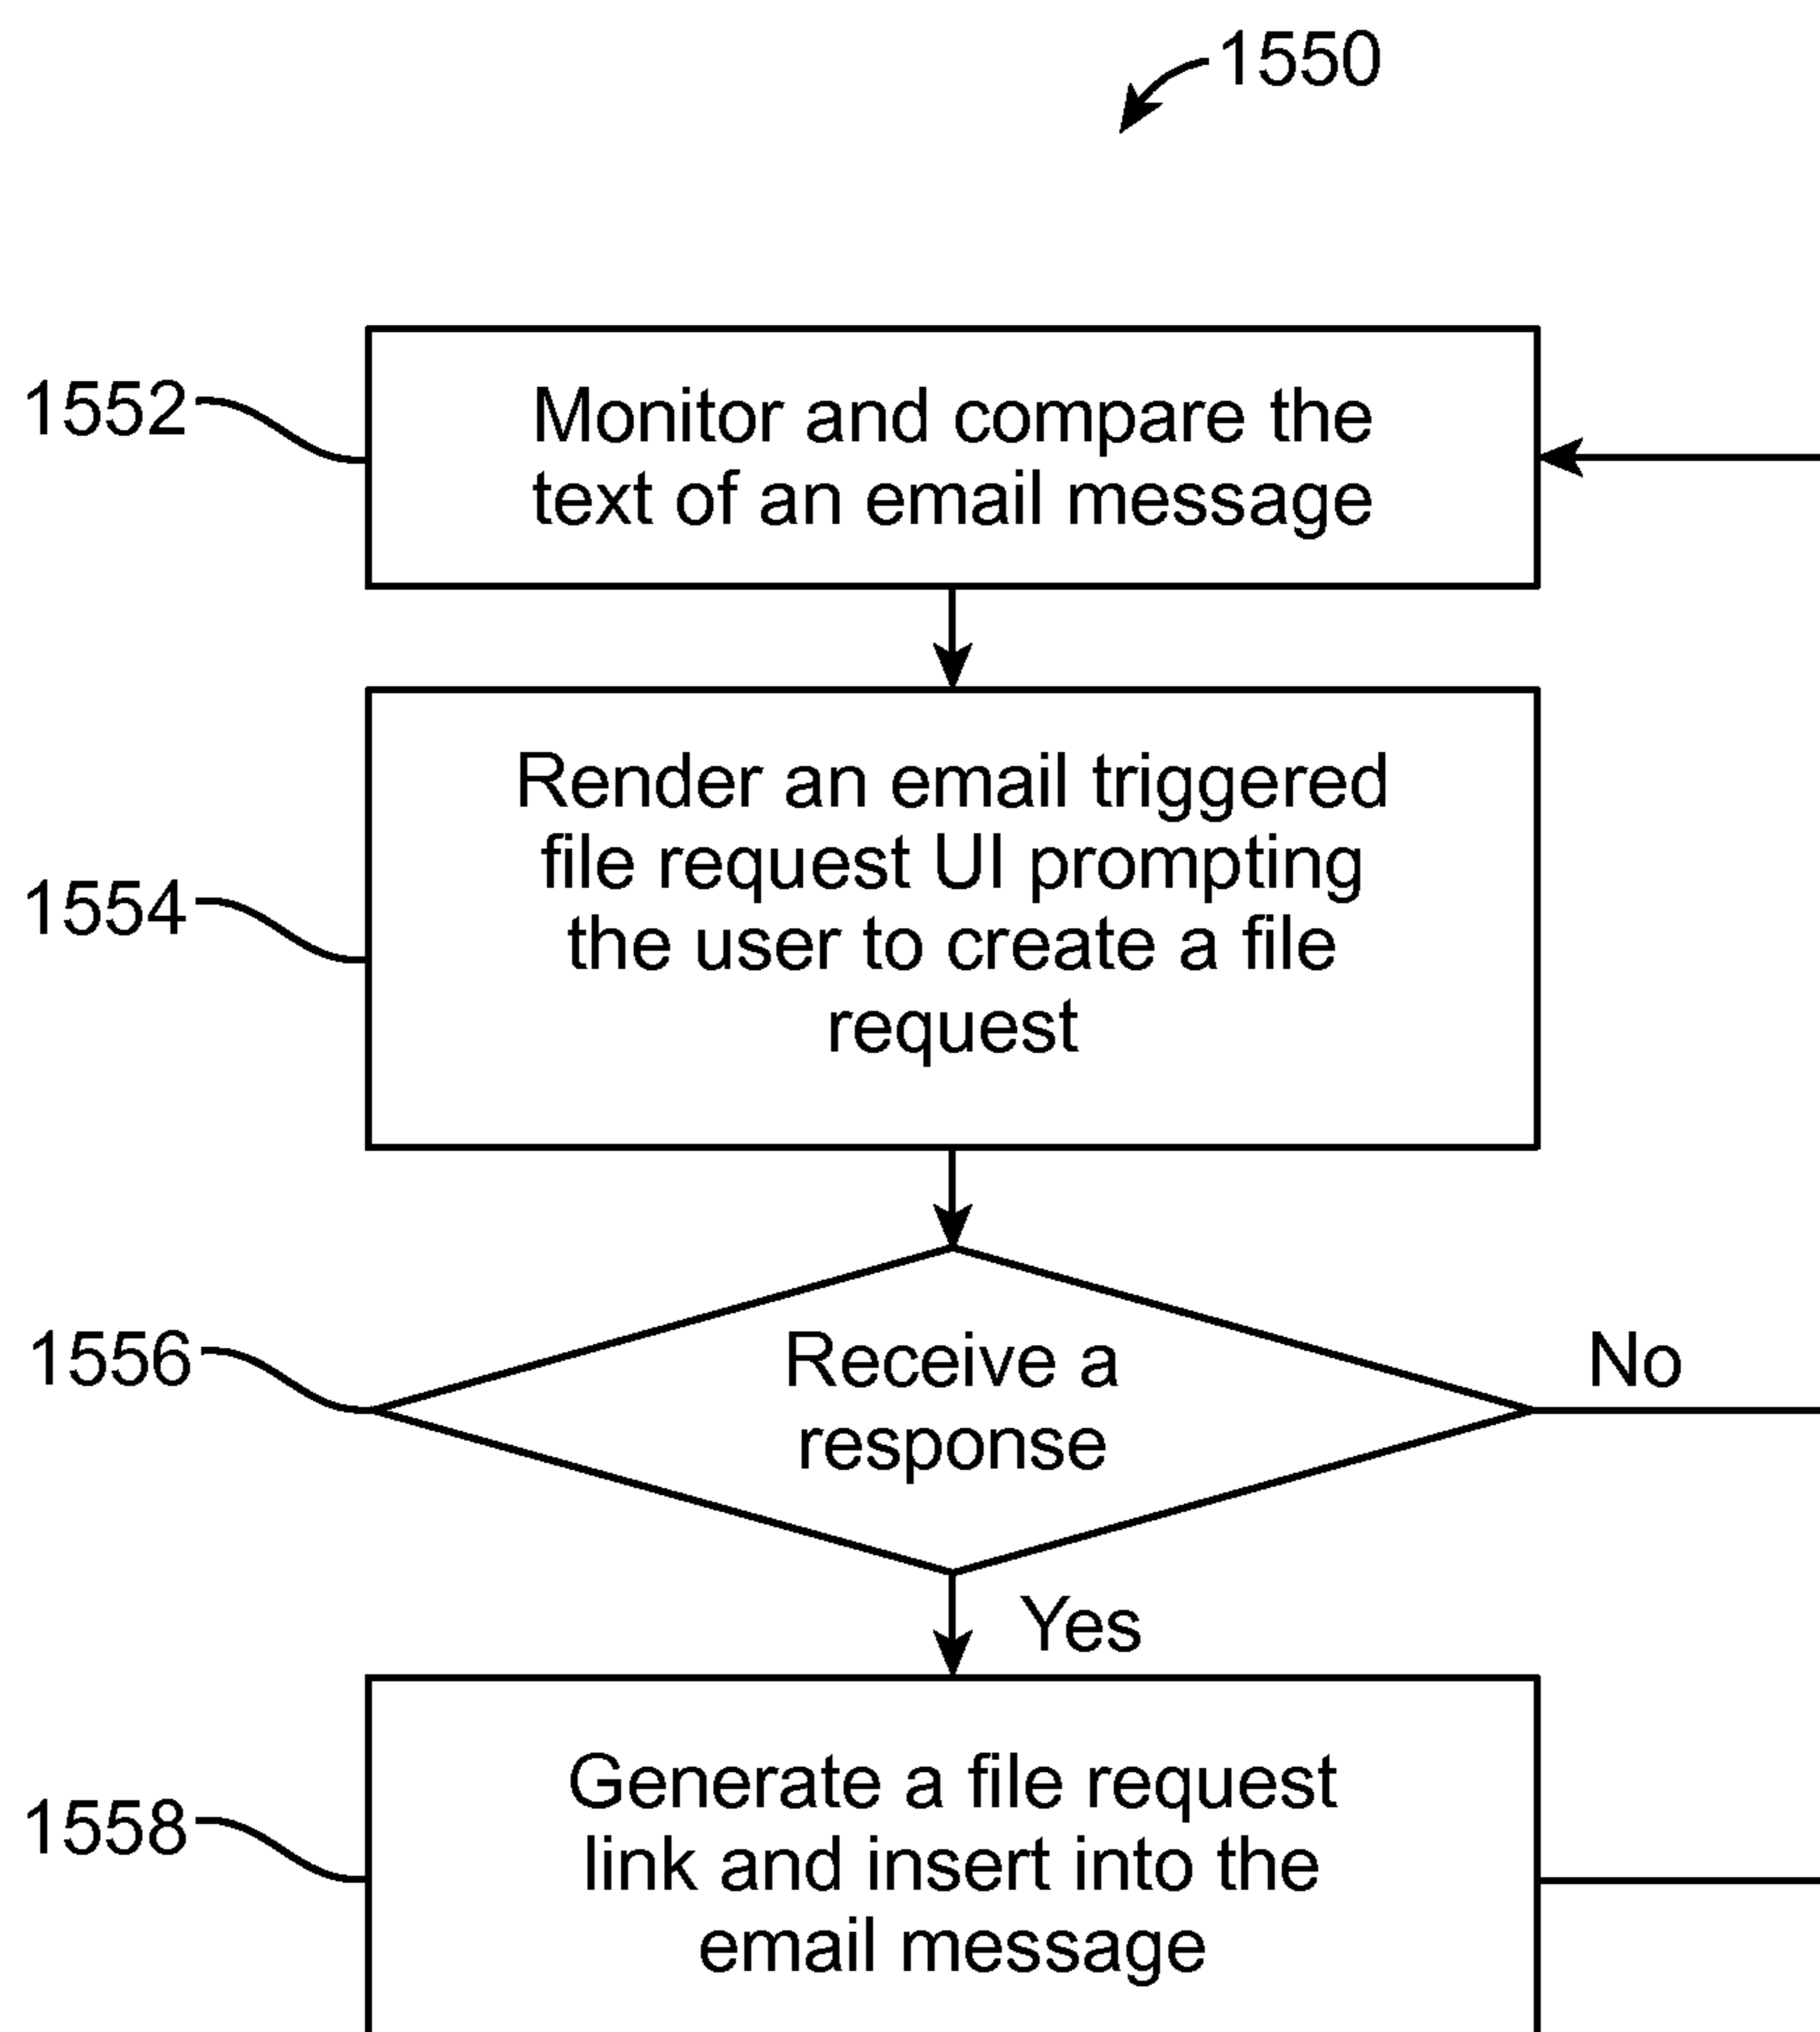 1550
1552
Monitor and compare the
text of an email message
1554
Render an email triggered
file request UI prompting
the user to create a file
request
1556
Receive a
response
No
Yes
1558
Generate a file request
link and insert into the
email message